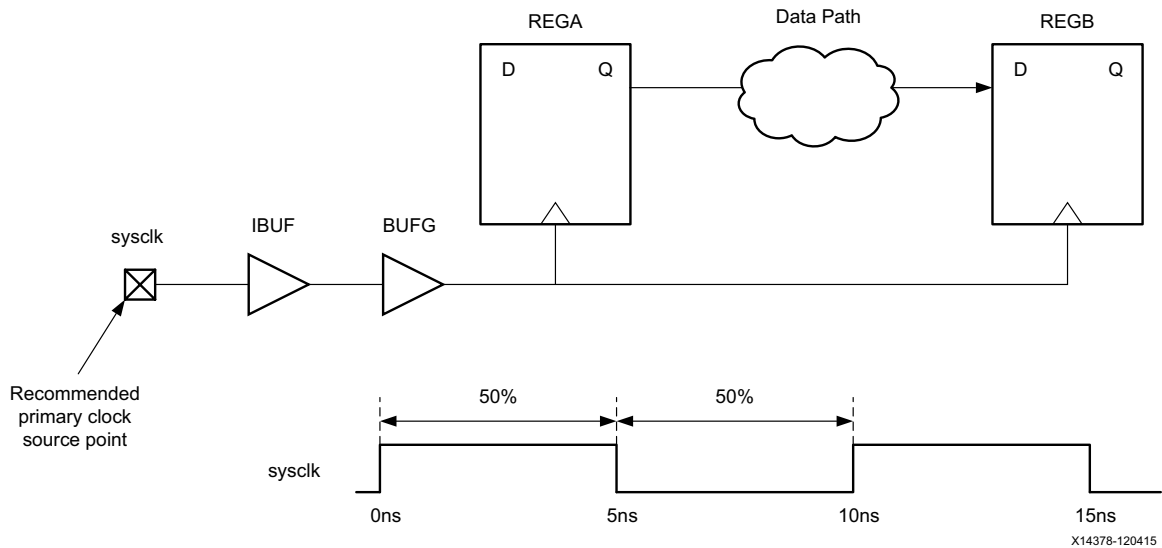 REGA
Data Path
REGB
D
Q
D
Q
IBUF
BUFG
sysclk
Recommended
primary clock
source point
50%
50%
sysclk
0ns
5ns
10ns
15ns
X14378-120415